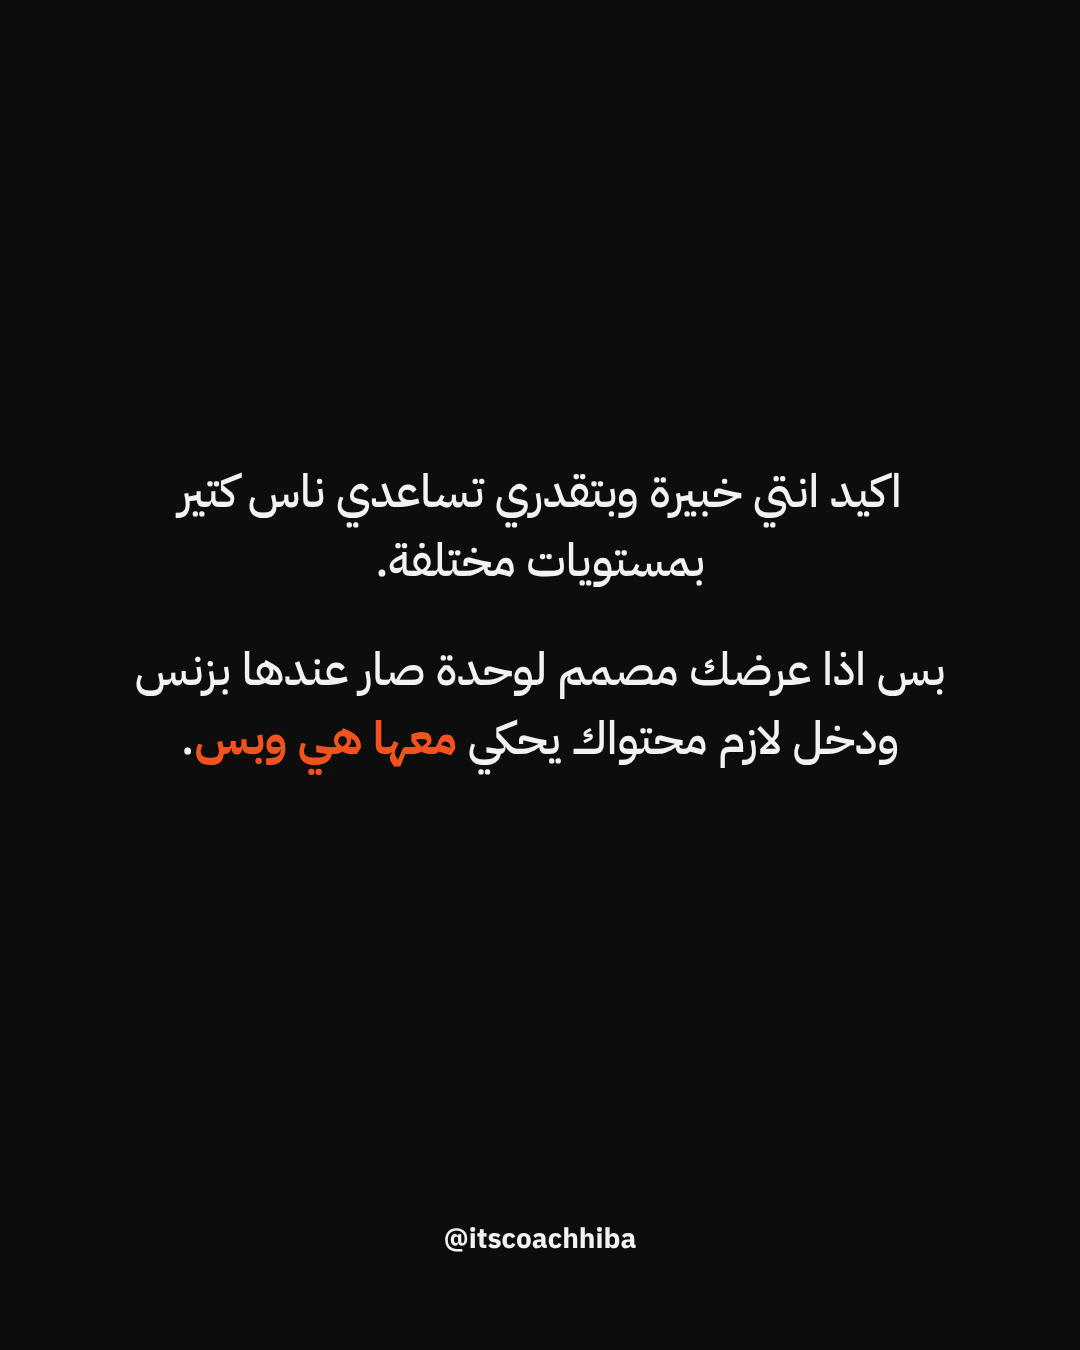 اكيد انتي خبيرة وبتقدري تساعدي ناس كتير
بمستويات مختلفة.
بس اذا عرضك مصمم لوحدة صار عندها بزنس
ودخل لازم محتواك يحكي معها هي وبس.
@itscoachhiba